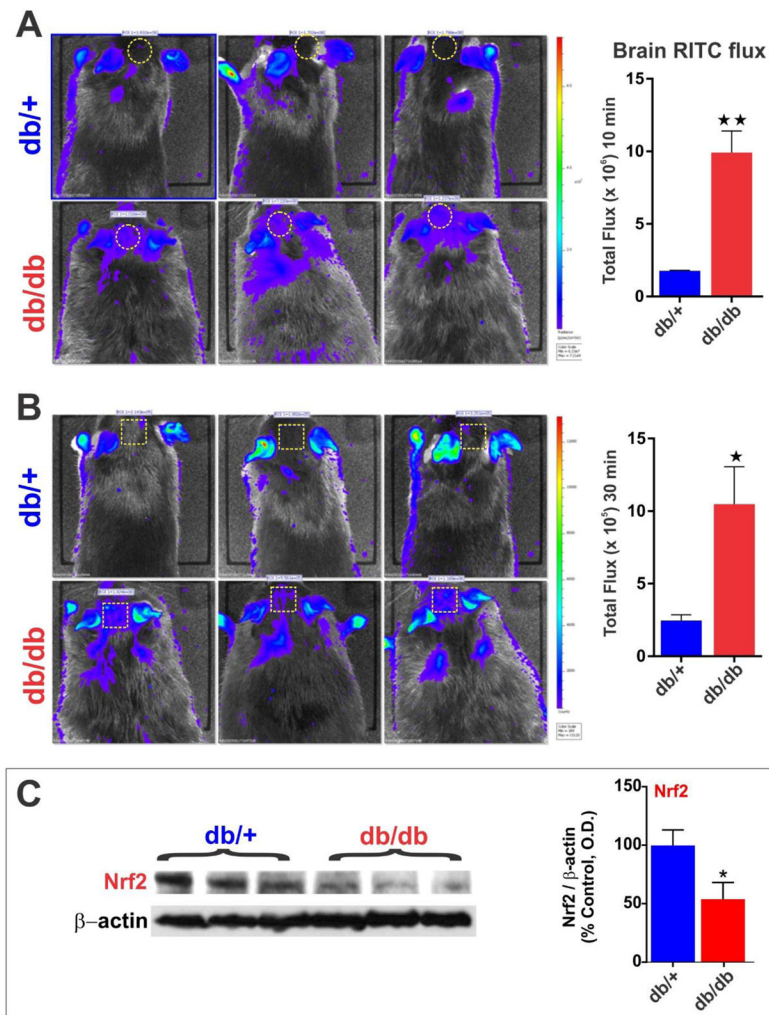 A
Brain RITC flux
db/+
db/db
Total Flux (x 10⁶) 10 min
15
10
5
0
★★
db/+
db/db
B
db/+
db/db
Total Flux (x 10⁵) 30 min
15
10
5
0
★
db/+
db/db
C
db/+ db/db
Nrf2
β-actin
Nrf2
Nrf2 / β-actin
(% Control, O.D.)
150
100
50
0
*
db/+
db/db